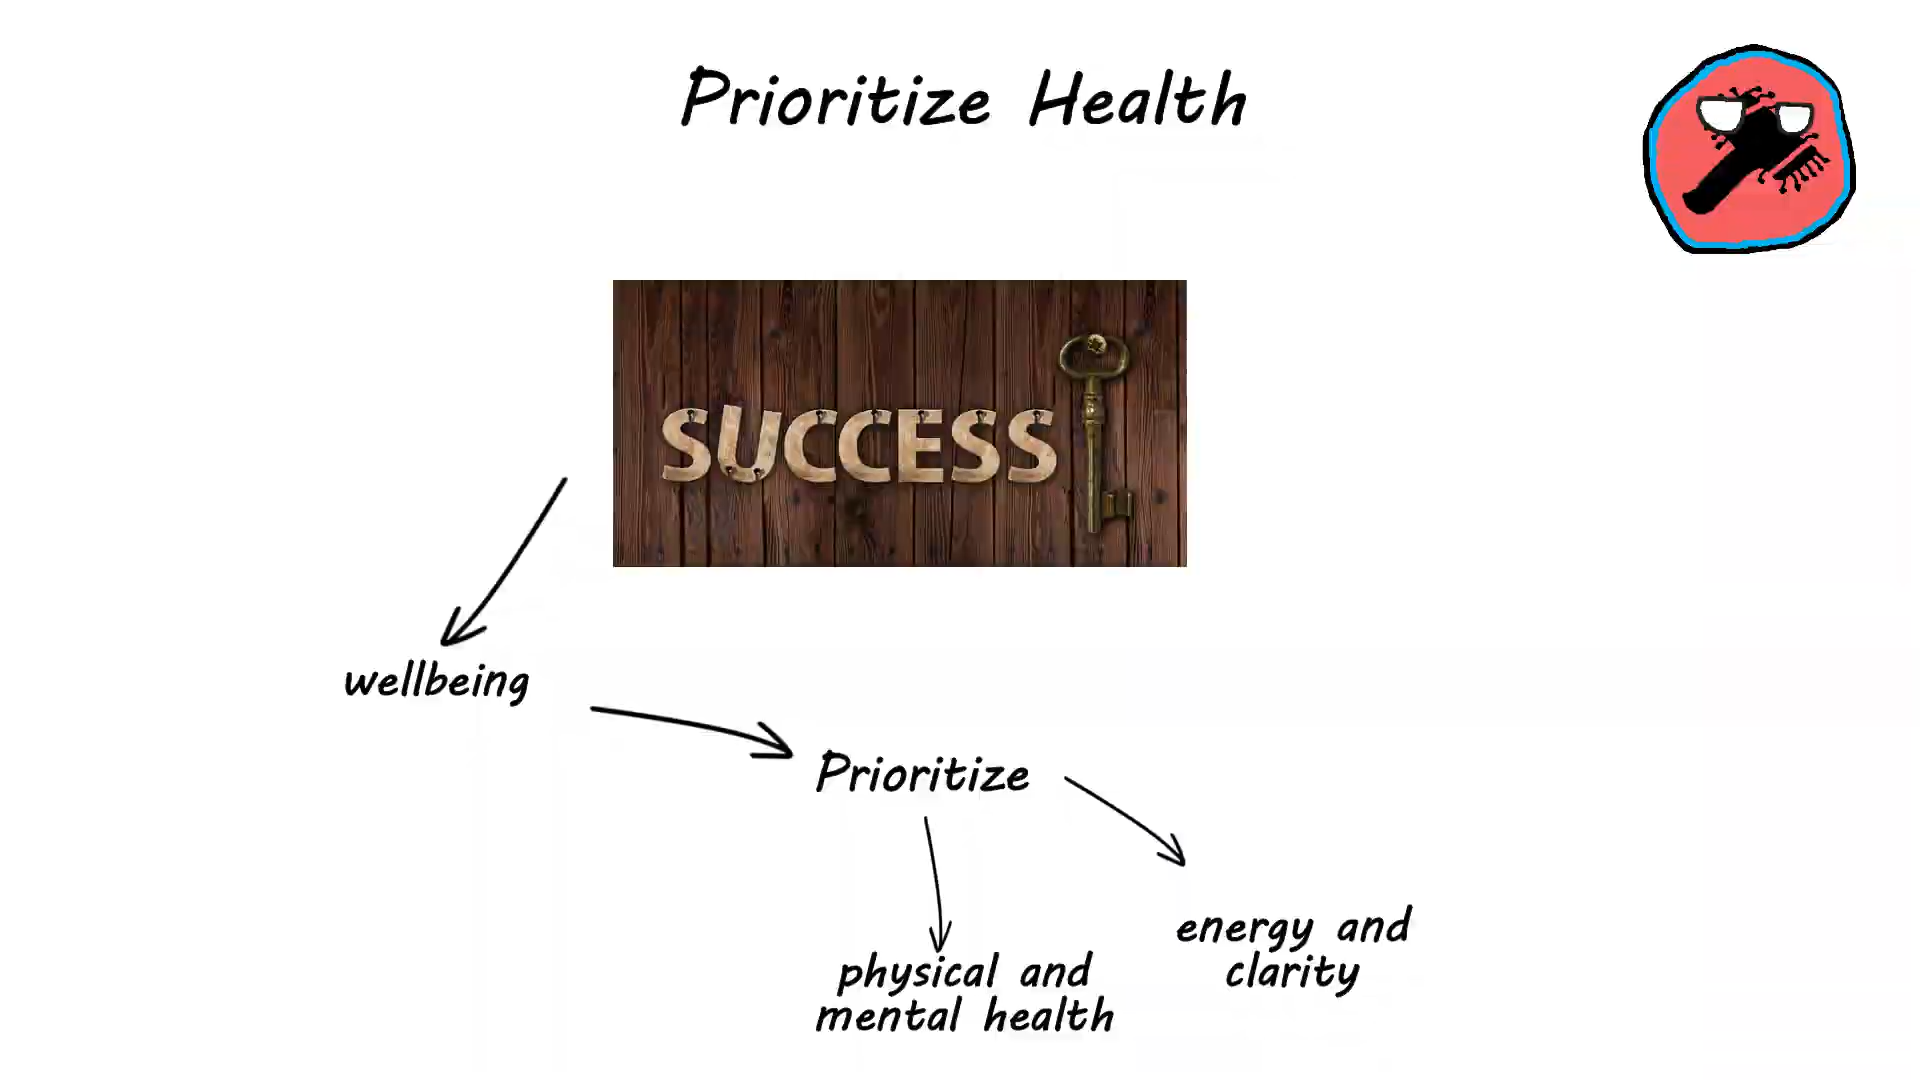 Prioritize Health
SUCCESS
wellbeing
Prioritize
energy and
clarity
physical and
mental health